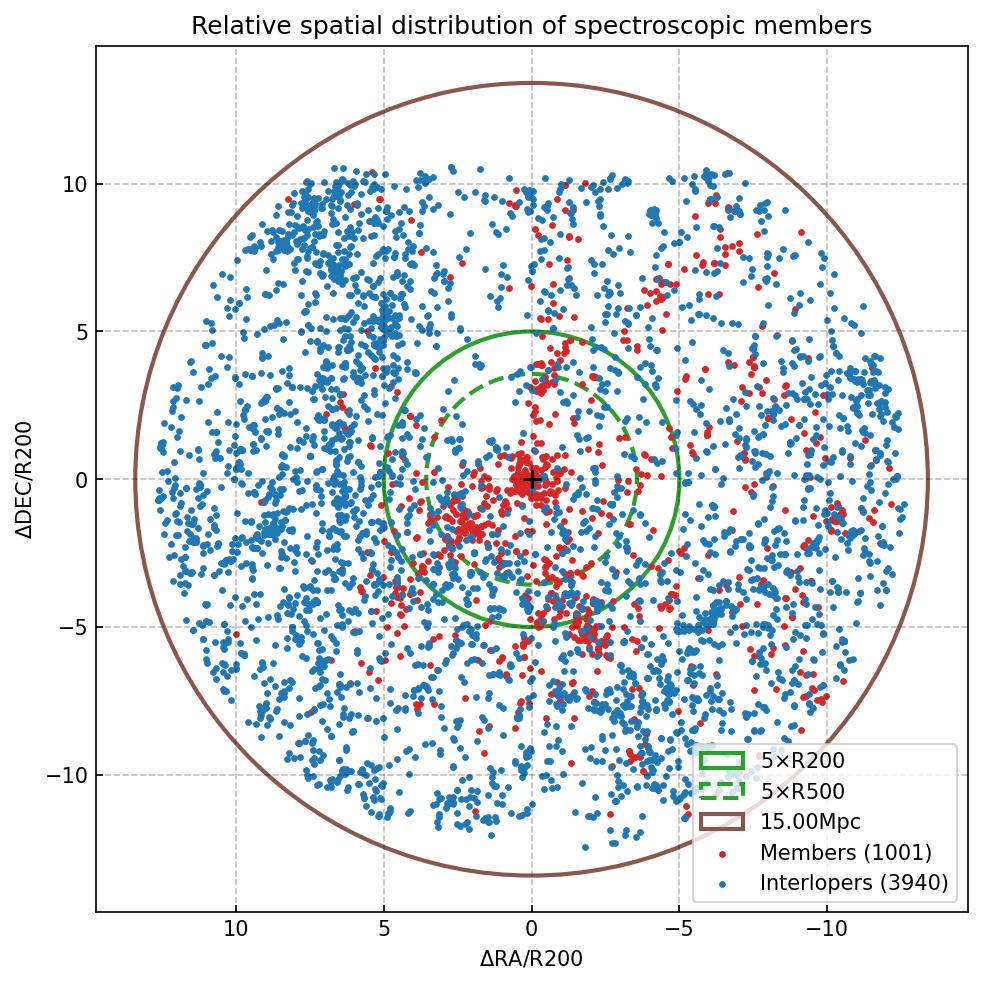 Relative spatial distribution of spectroscopic members
10
5
0
−5
−10
ΔDEC/R200
10
5
0
−5
−10
ΔRA/R200
5×R200
5×R500
15.00Mpc
Members (1001)
Interlopers (3940)